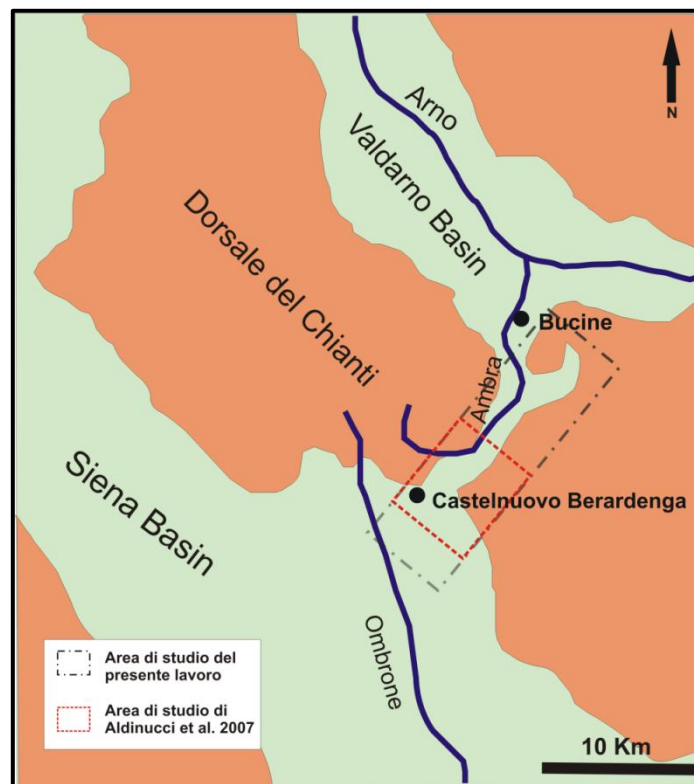 N
Arno
Valdarno Basin
Dorsale del Chianti
Bucine
Ambra
Castelnuovo Berardenga
Siena Basin
Ombrone
Area di studio del
presente lavoro
Area di studio di
Aldinucci et al. 2007
10 Km